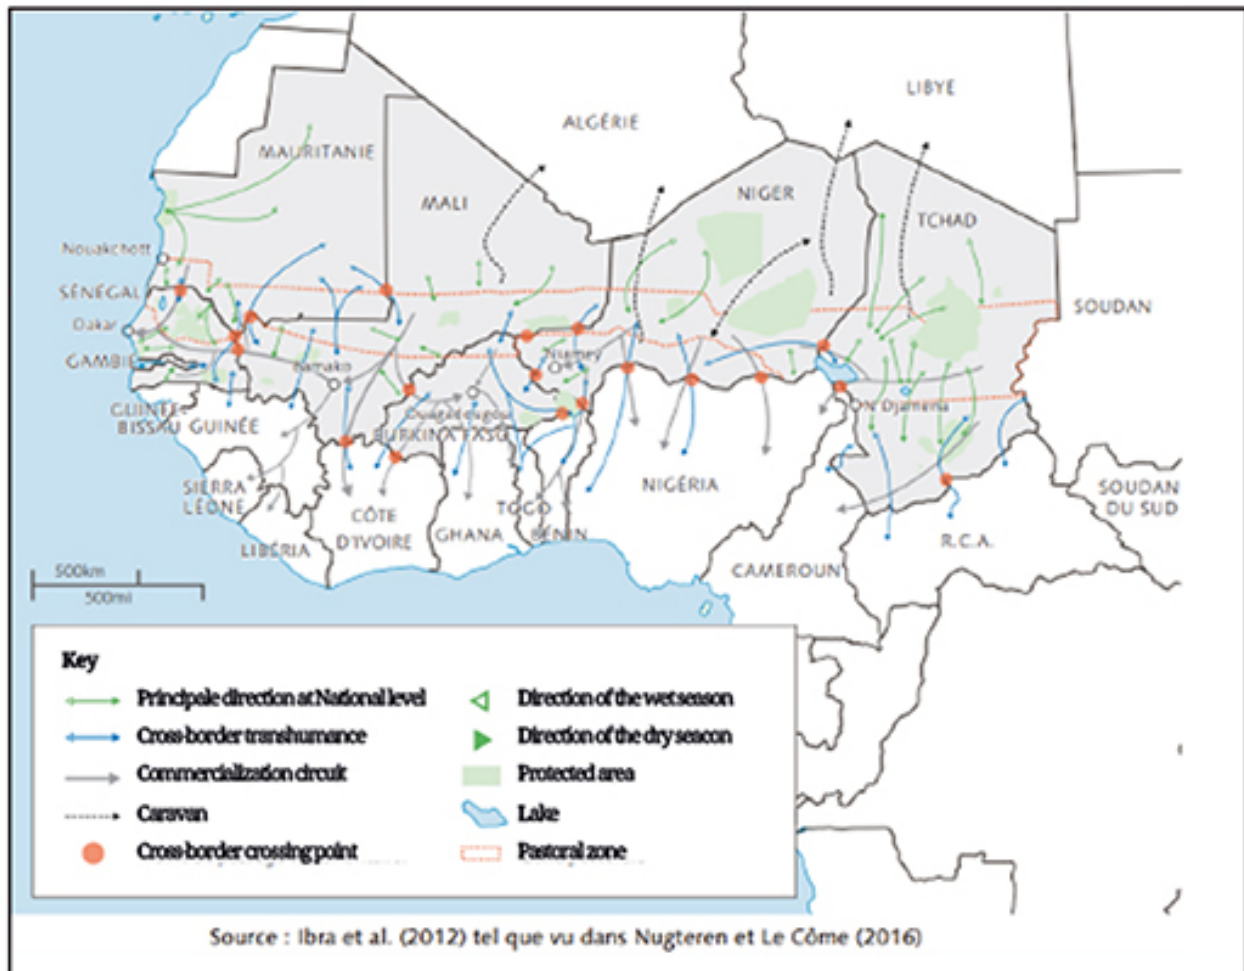 LIBYE
ALGÉRIE
MAURITANIE
MALI
NIGER
TCHAD
Nouakchott
SÉNÉGAL
SOUDAN
Dakar
GAMBIE
Niamey
Bamako
N'Djamena
Ouagadougou
GUINÉE-
BISSAU
GUINÉE
BURKINA FASO
NIGÉRIA
SIERRA
LÉONE
CÔTE
D'IVOIRE
GHANA
TOGO
BÉNIN
SOUDAN
DU SUD
LIBÉRIA
R.C.A.
CAMEROUN
500km
500mi
Key
Principale direction at National level
Direction of the wet season
Cross-border transhumance
Direction of the dry seacon
Commercialization circuit
Protected area
Caravan
Lake
Cross-border crossing point
Pastoral zone
Source : Ibra et al. (2012) tel que vu dans Nugteren et Le Côme (2016)